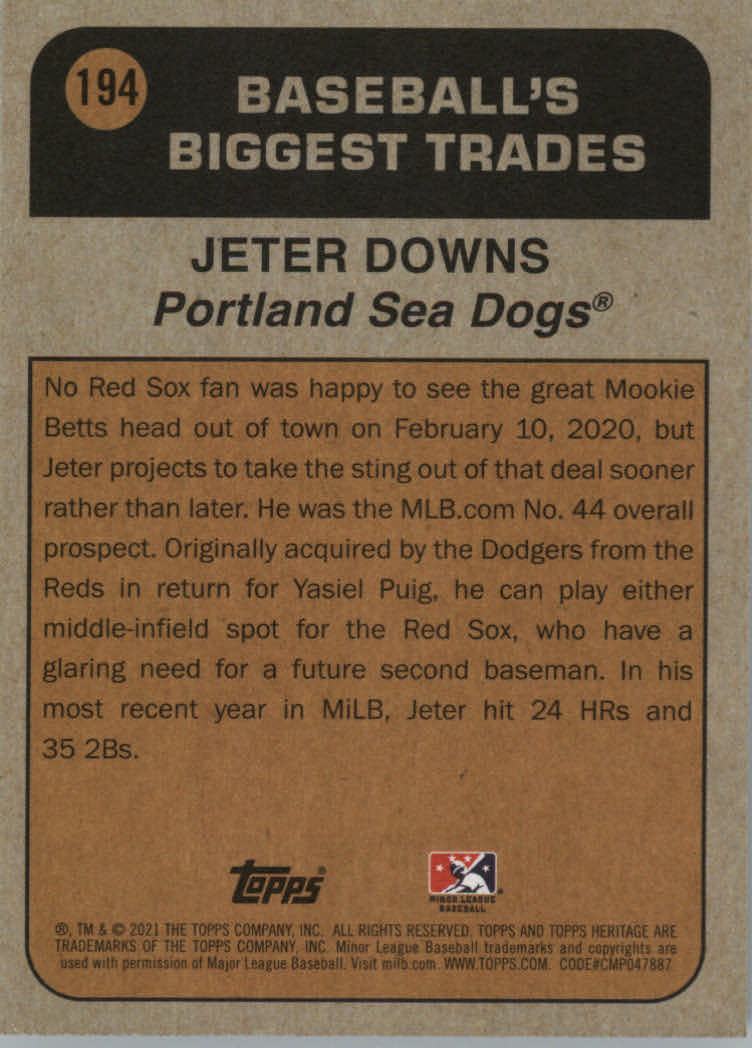 194
BASEBALL'S
BIGGEST TRADES
JETER DOWNS
Portland Sea Dogs®
No Red Sox fan was happy to see the great Mookie
Betts head out of town on February 10, 2020, but
Jeter projects to take the sting out of that deal sooner
rather than later. He was the MLB.com No. 44 overall
prospect. Originally acquired by the Dodgers from the
Reds in return for Yasiel Puig, he can play either
middle-infield spot for the Red Sox, who have a
glaring need for a future second baseman. In his
most recent year in MiLB, Jeter hit 24 HRs and
35 2Bs.
topps®
MINOR LEAGUE
BASEBALL®
®, TM & © 2021 THE TOPPS COMPANY, INC. ALL RIGHTS RESERVED. TOPPS AND TOPPS HERITAGE ARE
TRADEMARKS OF THE TOPPS COMPANY, INC. Minor League Baseball trademarks and copyrights are
used with permission of Major League Baseball. Visit milb.com. WWW.TOPPS.COM. CODE#CMP047887